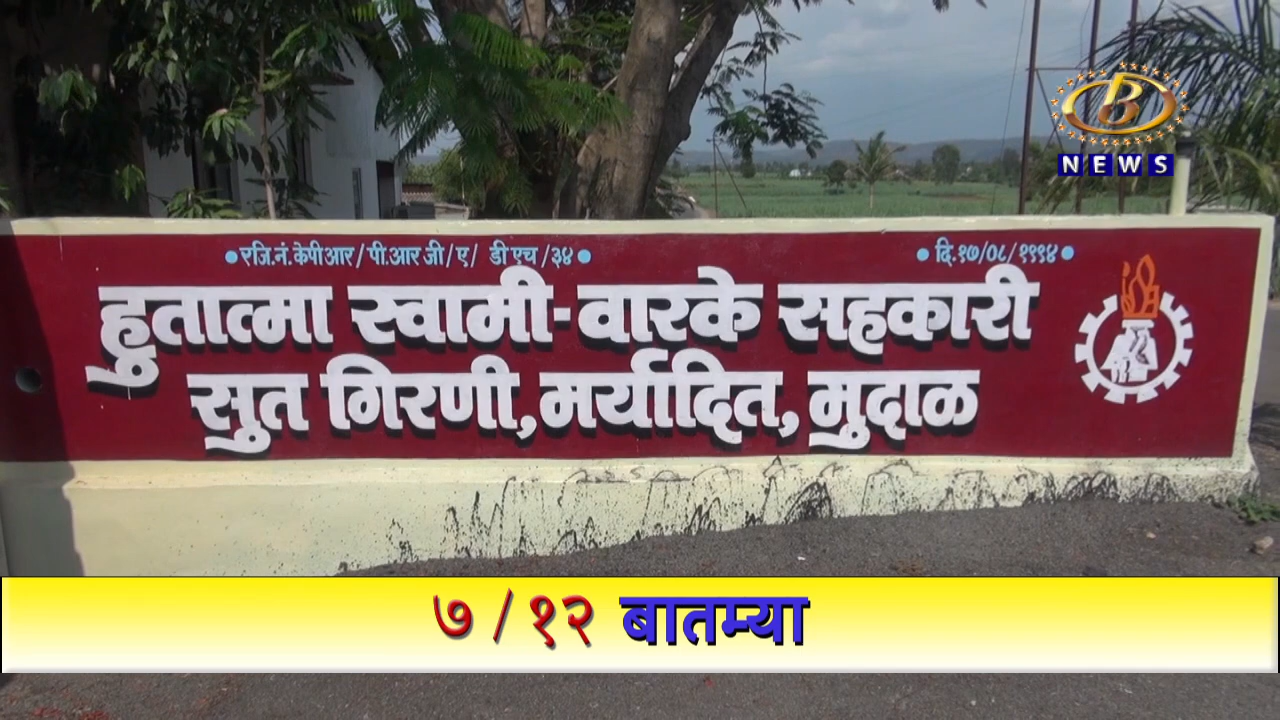 B
NEWS
रजि.नं.केपीआर/पी.आर जी/ए/ डी एच /३४
दि.१७/०८/१९९४
हुतात्मा स्वामी-वारके सहकारी
सुत गिरणी, मर्यादित, मुदाळ
७/१२ बातम्या